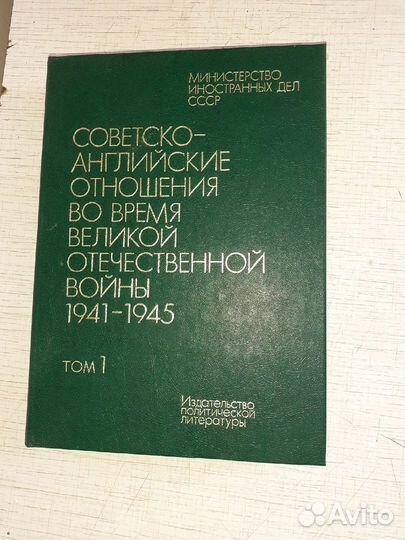 МИНИСТЕРСТВО
ИНОСТРАННЫХ ДЕЛ
СССР
СОВЕТСКО-
АНГЛИЙСКИЕ
ОТНОШЕНИЯ
ВО ВРЕМЯ
ВЕЛИКОЙ
ОТЕЧЕСТВЕННОЙ
ВОЙНЫ
1941-1945
ТОМ 1
Издательство
политической
литературы
Avito